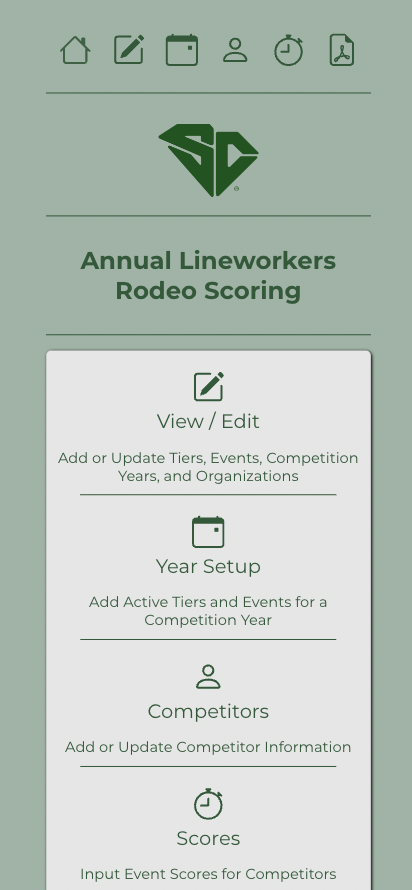 SD
®
Annual Lineworkers
Rodeo Scoring
View / Edit
Add or Update Tiers, Events, Competition
Years, and Organizations
Year Setup
Add Active Tiers and Events for a
Competition Year
Competitors
Add or Update Competitor Information
Scores
Input Event Scores for Competitors